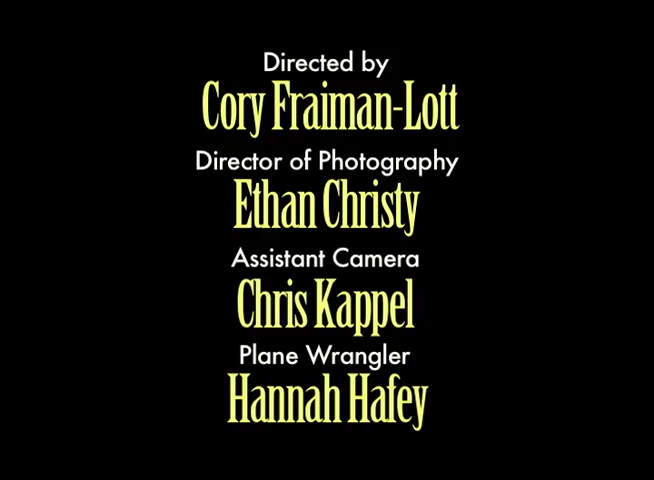 Directed by
Cory Fraiman-Lott
Director of Photography
Ethan Christy
Assistant Camera
Chris Kappel
Plane Wrangler
Hannah Hafey